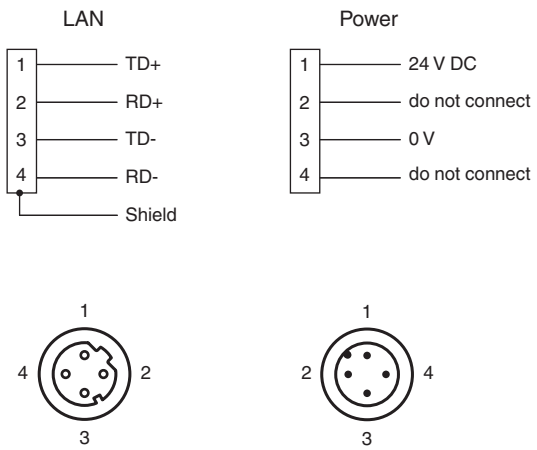 LAN
1 TD+
2 RD+
3 TD-
4 RD-
Shield
Power
1 24 V DC
2 do not connect
3 0 V
4 do not connect
1
4 2
3
1
2 4
3